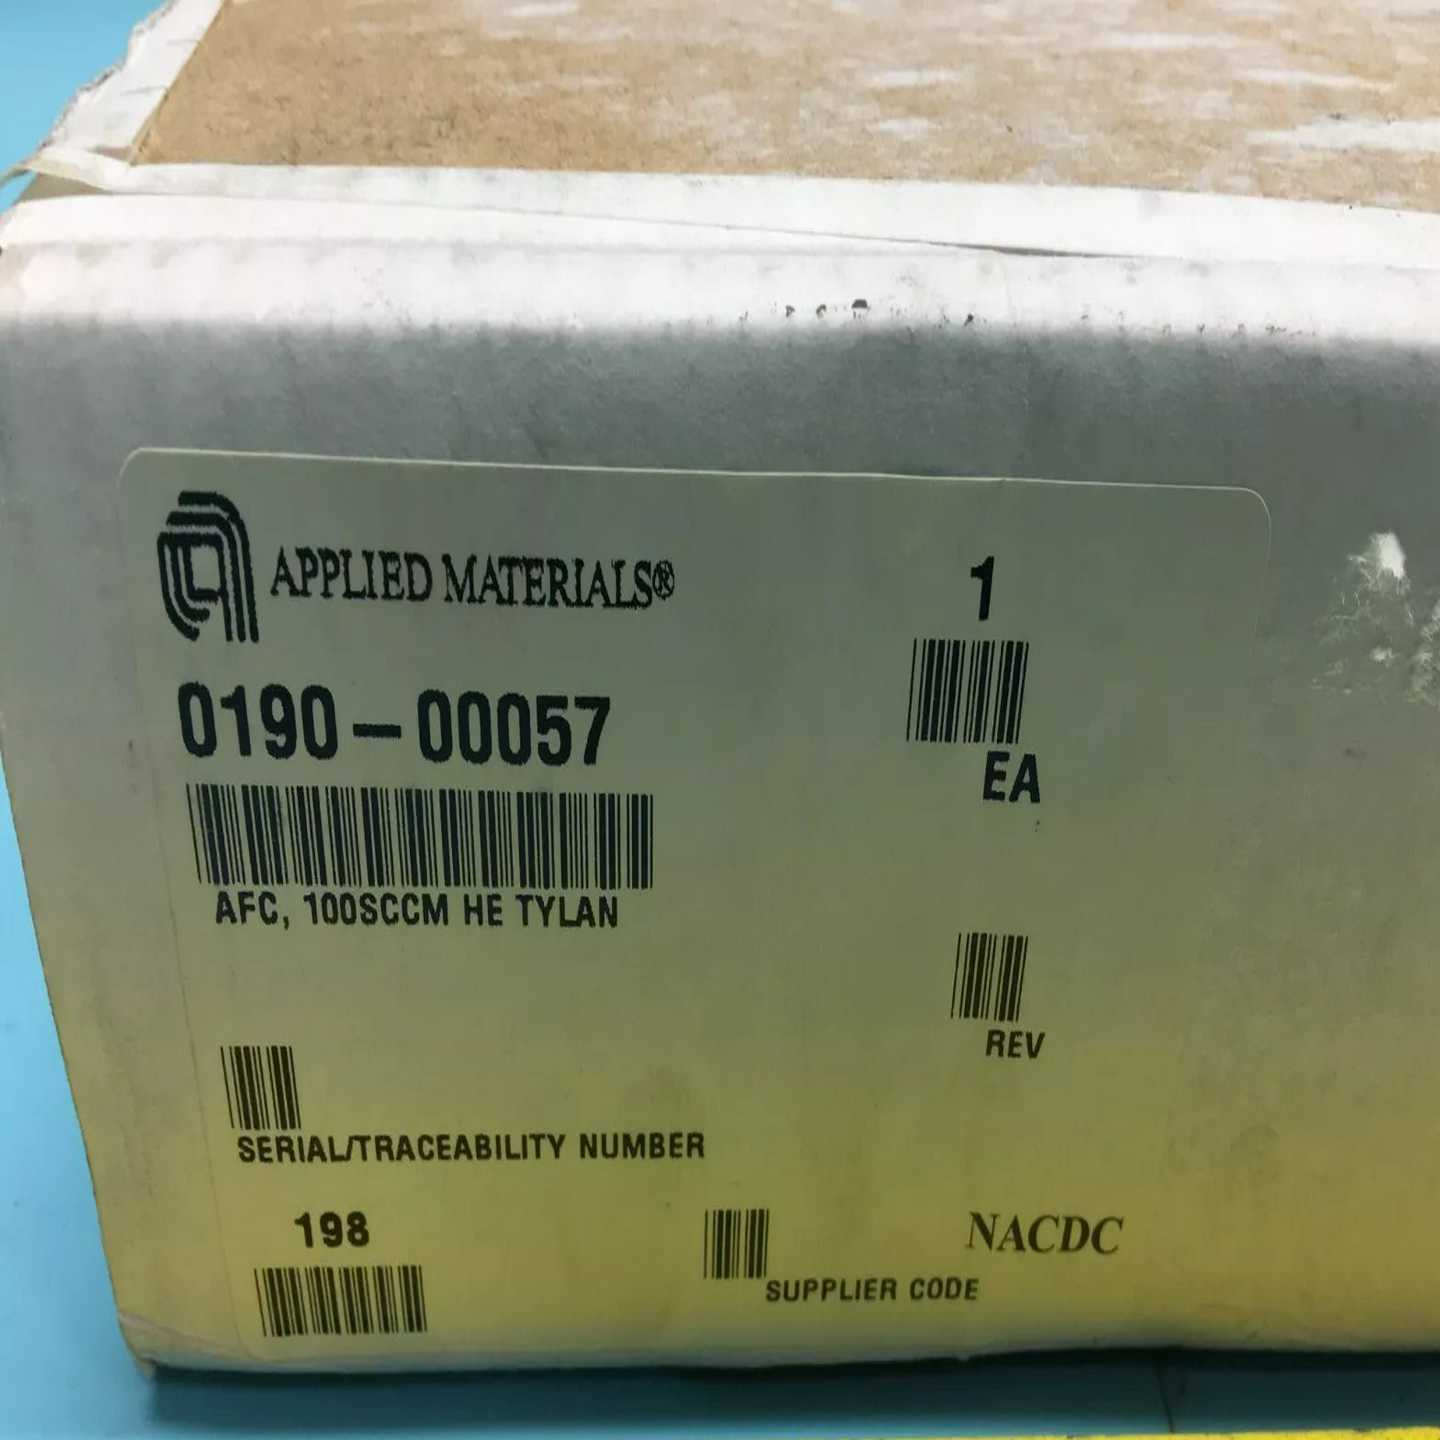 APPLIED MATERIALS®
1
0190-00057
EA
AFC, 100SCCM HE TYLAN
REV
SERIAL/TRACEABILITY NUMBER
198
NACDC
SUPPLIER CODE